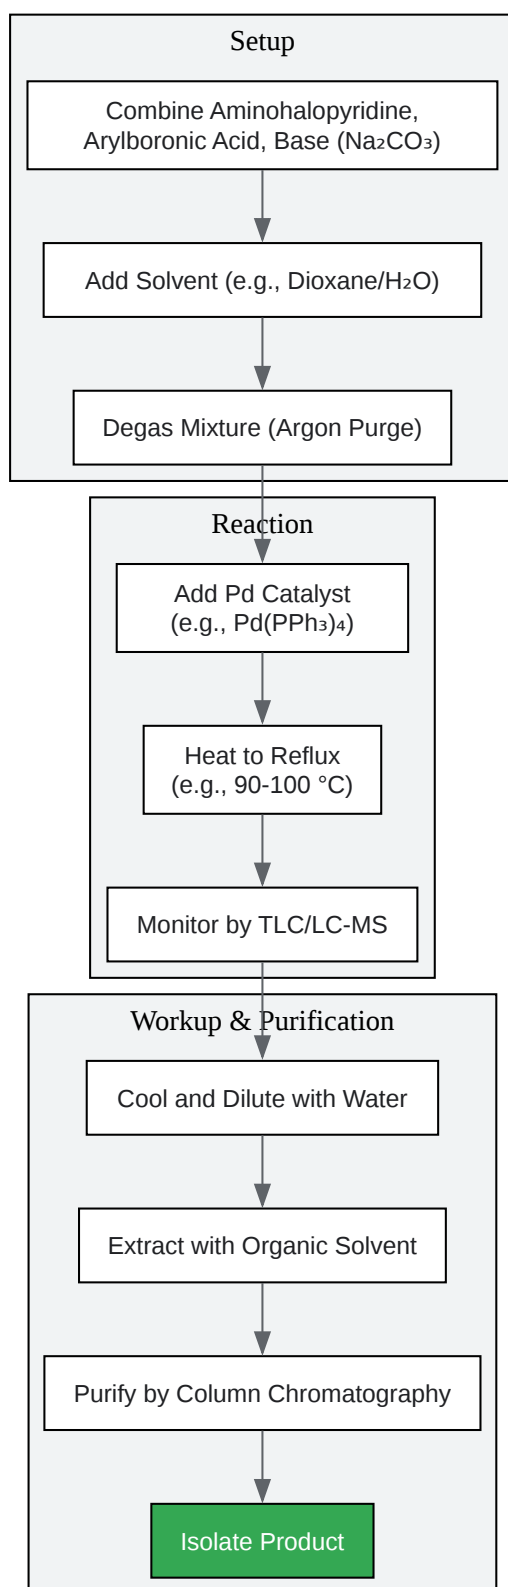 Setup
Combine Aminohalopyridine,
Arylboronic Acid, Base (Na₂CO₃)
Add Solvent (e.g., Dioxane/H₂O)
Degas Mixture (Argon Purge)
Reaction
Add Pd Catalyst
(e.g., Pd(PPh₃)₄)
Heat to Reflux
(e.g., 90-100 °C)
Monitor by TLC/LC-MS
Workup & Purification
Cool and Dilute with Water
Extract with Organic Solvent
Purify by Column Chromatography
Isolate Product